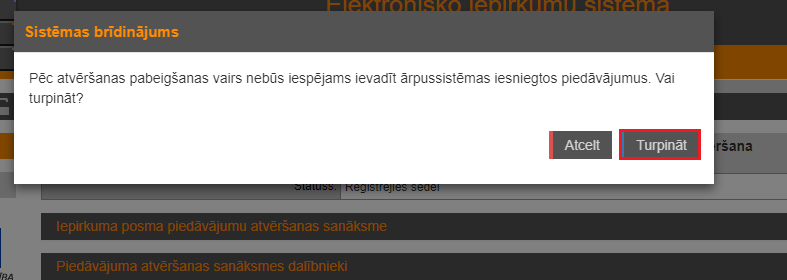 Elektronisko iepirkumu sistēma
Sistēmas brīdinājums
Pēc atvēršanas pabeigšanas vairs nebūs iespējams ievadīt ārpussistēmas iesniegtos piedāvājumus. Vai
turpināt?
Atcelt
Turpināt
Statuss:
Reģistrējies sēdei
Iepirkuma posma piedāvājumu atvēršanas sanāksme
Piedāvājuma atvēršanas sanāksmes dalībnieki